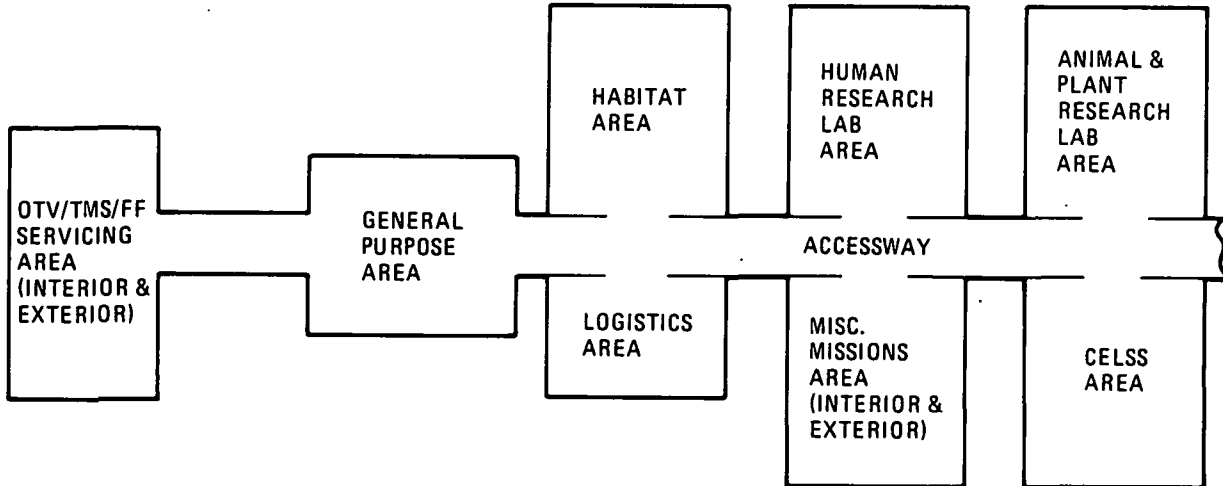 OTV/TMS/FF
SERVICING
AREA
(INTERIOR &
EXTERIOR)
GENERAL
PURPOSE
AREA
HABITAT
AREA
HUMAN
RESEARCH
LAB
AREA
ANIMAL &
PLANT
RESEARCH
LAB
AREA
ACCESSWAY
LOGISTICS
AREA
MISC.
MISSIONS
AREA
(INTERIOR &
EXTERIOR)
CELSS
AREA